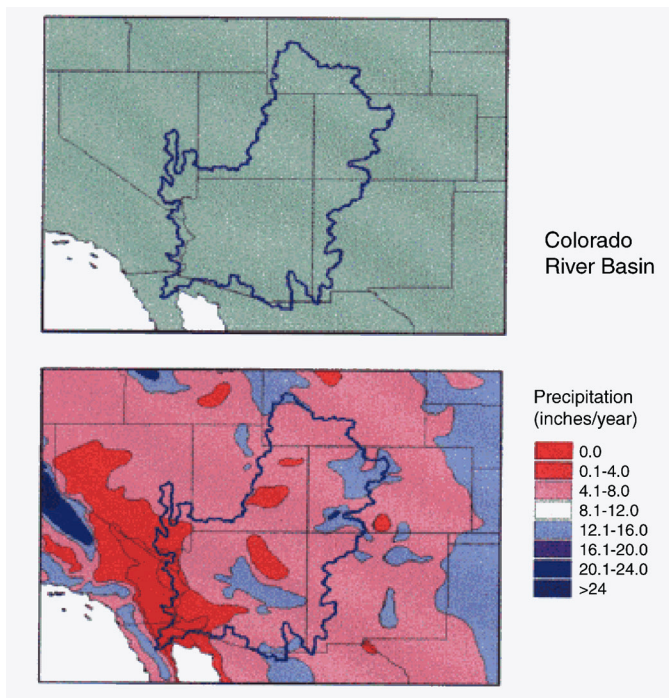 Colorado
River Basin
Precipitation
(inches/year)
0.0
0.1-4.0
4.1-8.0
8.1-12.0
12.1-16.0
16.1-20.0
20.1-24.0
>24